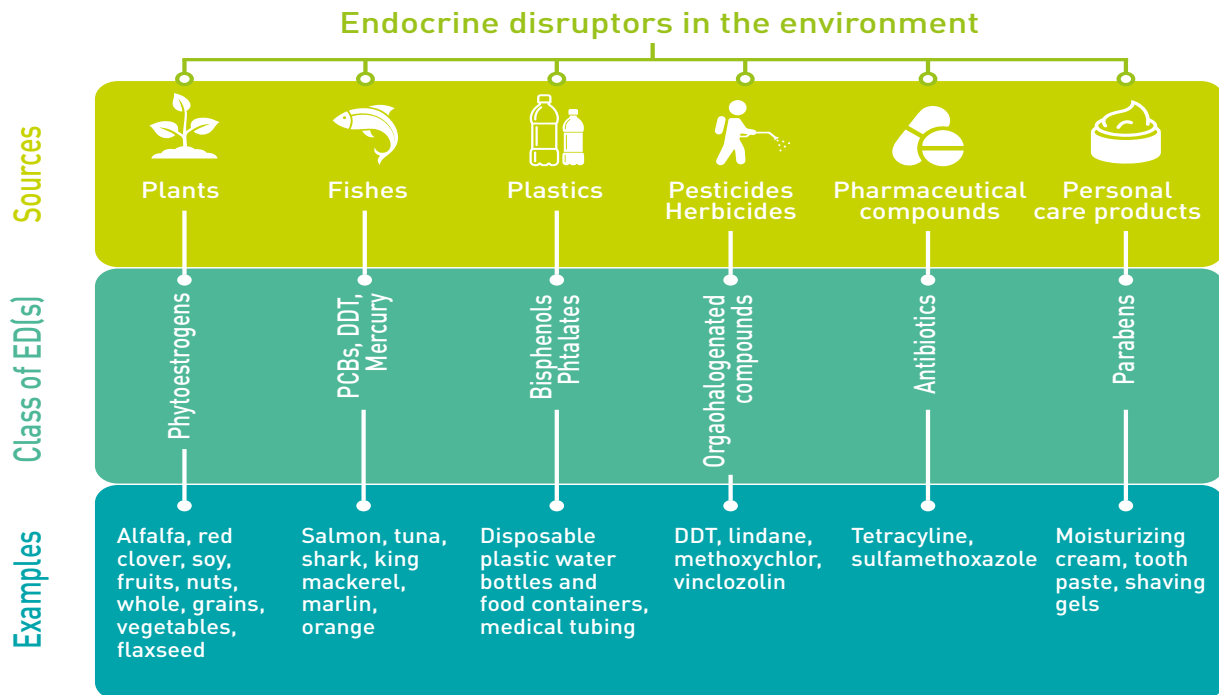 Endocrine disruptors in the environment
Sources
Plants
Fishes
Plastics
Pesticides
Herbicides
Pharmaceutical
compounds
Personal
care products
Class of ED(s)
Phytoestrogens
PCBs, DDT,
Mercury
Bisphenols
Phtalates
Orgaohalogenated
compounds
Antibiotics
Parabens
Examples
Alfalfa, red
clover, soy,
fruits, nuts,
whole, grains,
vegetables,
flaxseed
Salmon, tuna,
shark, king
mackerel,
marlin,
orange
Disposable
plastic water
bottles and
food containers,
medical tubing
DDT, lindane,
methoxychlor,
vinclozolin
Tetracyline,
sulfamethoxazole
Moisturizing
cream, tooth
paste, shaving
gels